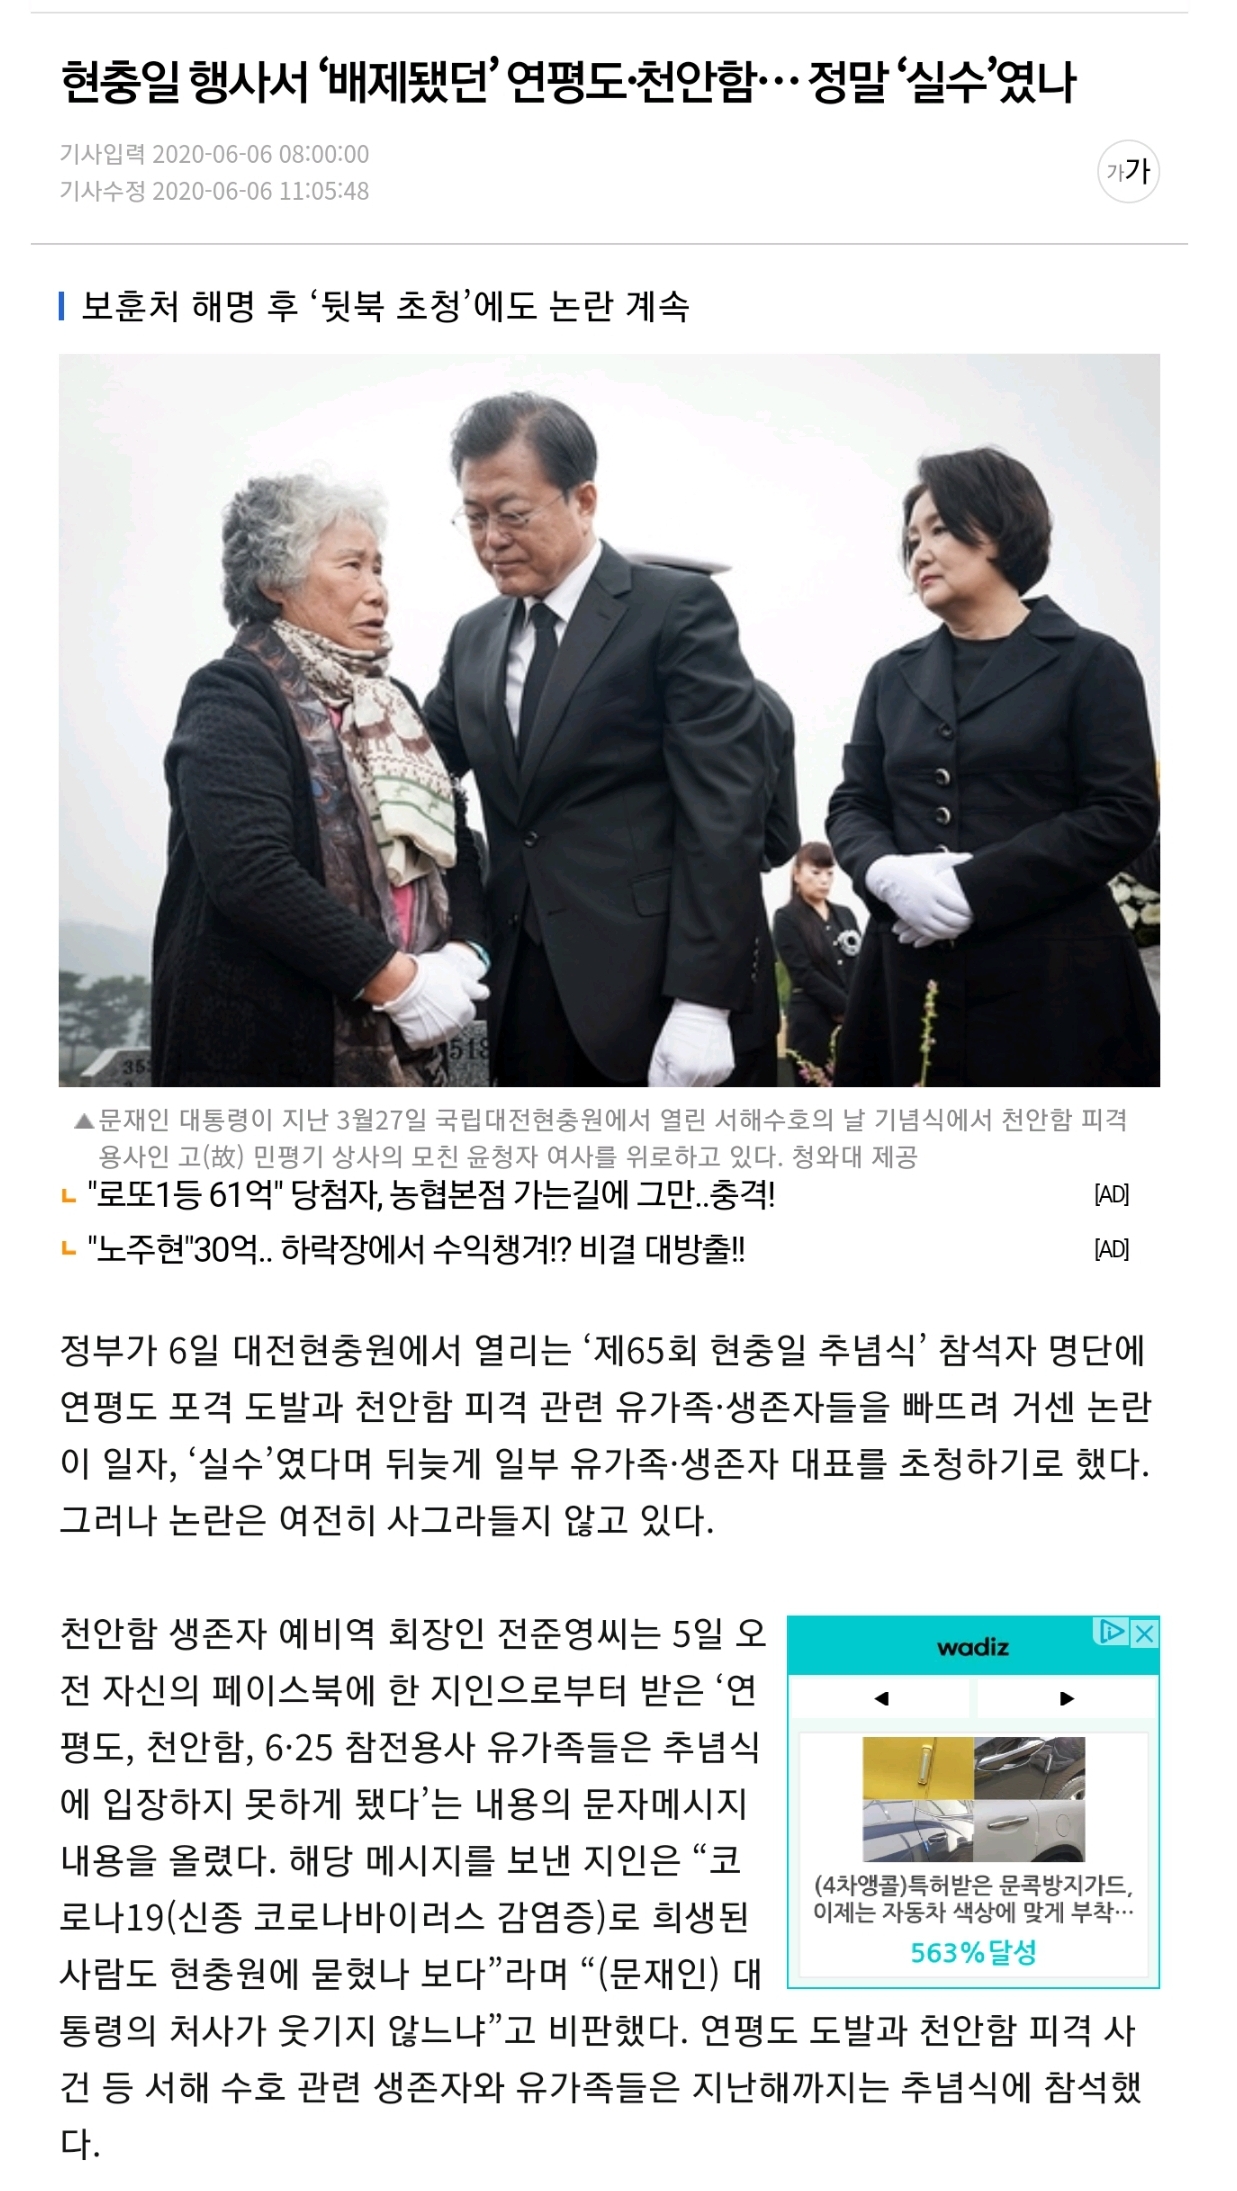 현충일 행사서 ‘배제됐던’ 연평도·천안함… 정말 ‘실수’였나
기사입력 2020-06-06 08:00:00
기사수정 2020-06-06 11:05:48
가가
보훈처 해명 후 ‘뒷북 초청’에도 논란 계속
353
513
▲문재인 대통령이 지난 3월27일 국립대전현충원에서 열린 서해수호의 날 기념식에서 천안함 피격
용사인 고(故) 민평기 상사의 모친 윤청자 여사를 위로하고 있다. 청와대 제공
"로또1등 61억" 당첨자, 농협본점 가는길에 그만..충격! [AD]
"노주현"30억.. 하락장에서 수익챙겨!? 비결 대방출!! [AD]
정부가 6일 대전현충원에서 열리는 ‘제65회 현충일 추념식’ 참석자 명단에
연평도 포격 도발과 천안함 피격 관련 유가족·생존자들을 빠뜨려 거센 논란
이 일자, ‘실수’였다며 뒤늦게 일부 유가족·생존자 대표를 초청하기로 했다.
그러나 논란은 여전히 사그라들지 않고 있다.
천안함 생존자 예비역 회장인 전준영씨는 5일 오
전 자신의 페이스북에 한 지인으로부터 받은 ‘연
평도, 천안함, 6·25 참전용사 유가족들은 추념식
에 입장하지 못하게 됐다’는 내용의 문자메시지
내용을 올렸다. 해당 메시지를 보낸 지인은 “코
로나19(신종 코로나바이러스 감염증)로 희생된
사람도 현충원에 묻혔나 보다”라며 “(문재인) 대
통령의 처사가 웃기지 않느냐”고 비판했다. 연평도 도발과 천안함 피격 사
건 등 서해 수호 관련 생존자와 유가족들은 지난해까지는 추념식에 참석했
다.
wadiz
(4차앵콜)특허받은 문콕방지가드,
이제는 자동차 색상에 맞게 부착…
563%달성